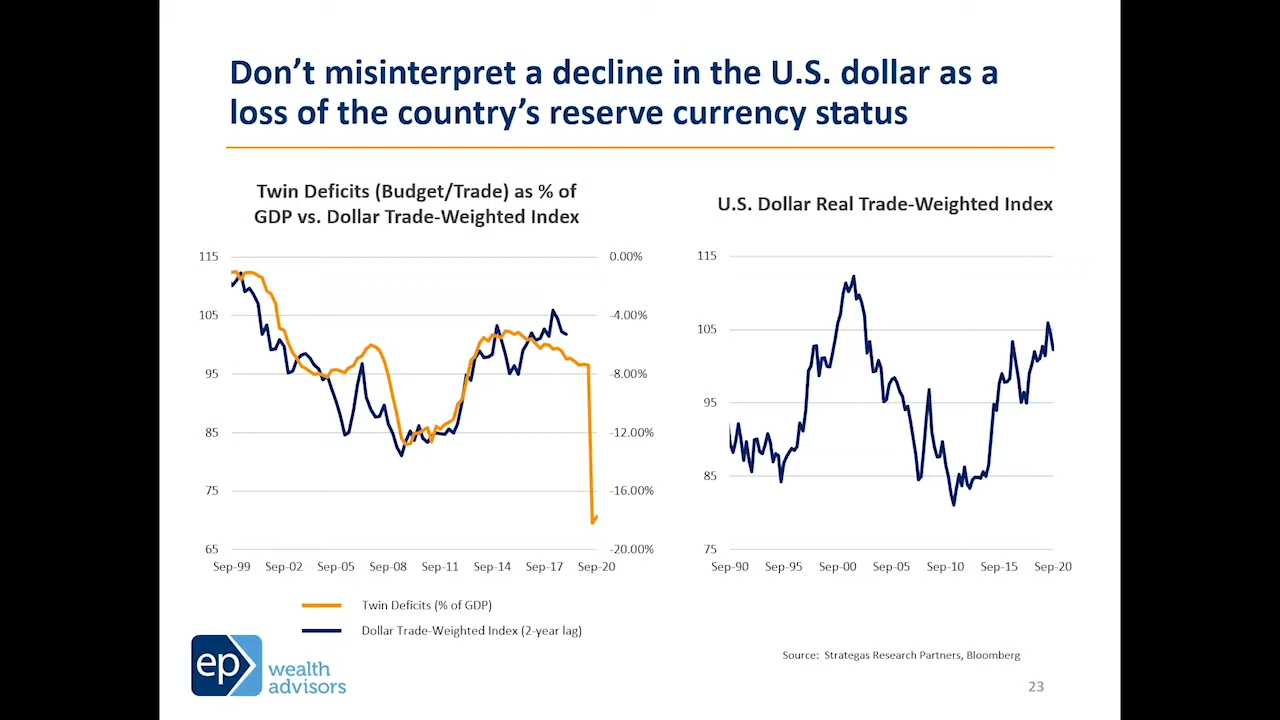 Don’t misinterpret a decline in the U.S. dollar as a
loss of the country’s reserve currency status
Twin Deficits (Budget/Trade) as % of
GDP vs. Dollar Trade-Weighted Index
115
105
95
85
75
65
0.00%
-4.00%
-8.00%
-12.00%
-16.00%
-20.00%
Sep-99 Sep-02 Sep-05 Sep-08 Sep-11 Sep-14 Sep-17 Sep-20
Twin Deficits (% of GDP)
Dollar Trade-Weighted Index (2-year lag)
U.S. Dollar Real Trade-Weighted Index
115
105
95
85
75
Sep-90 Sep-95 Sep-00 Sep-05 Sep-10 Sep-15 Sep-20
Source: Strategas Research Partners, Bloomberg
ep wealth
advisors
23